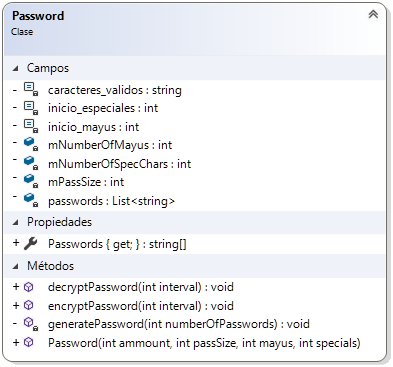 Password
Clase
Campos
- caracteres_validos : string
- inicio_especiales : int
- inicio_mayus : int
- mNumberOfMayus : int
- mNumberOfSpecChars : int
- mPassSize : int
- passwords : List<string>
Propiedades
+ Passwords { get; } : string[]
Métodos
+ decryptPassword(int interval) : void
+ encryptPassword(int interval) : void
- generatePassword(int numberOfPasswords) : void
+ Password(int ammount, int passSize, int mayus, int specials)